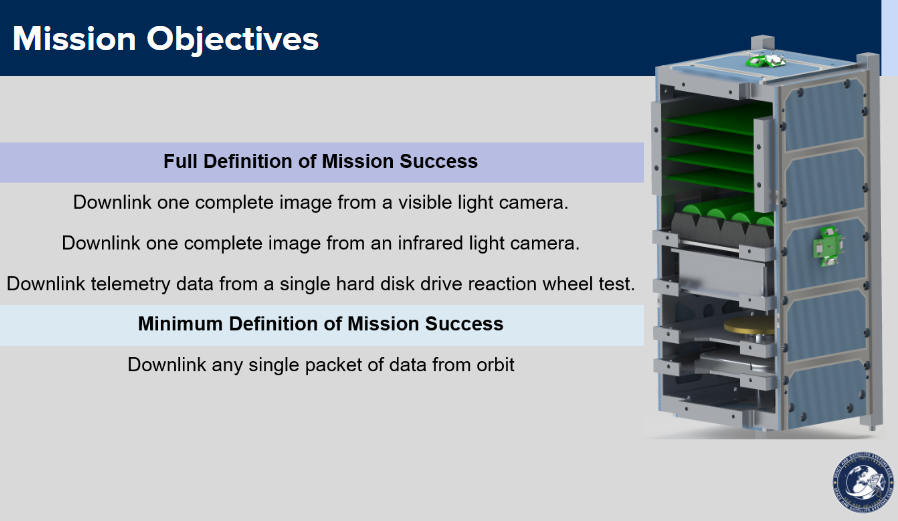 Mission Objectives
Full Definition of Mission Success
Downlink one complete image from a visible light camera.
Downlink one complete image from an infrared light camera.
Downlink telemetry data from a single hard disk drive reaction wheel test.
Minimum Definition of Mission Success
Downlink any single packet of data from orbit